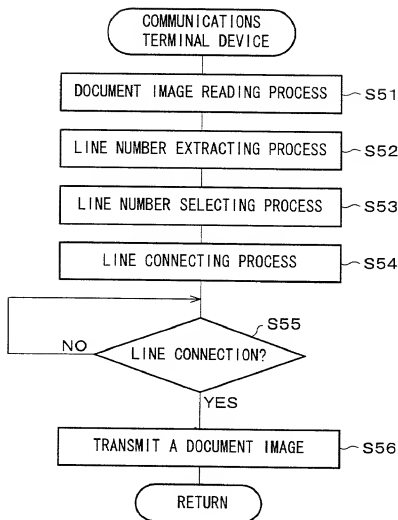 COMMUNICATIONS
TERMINAL DEVICE
DOCUMENT IMAGE READING PROCESS S51
LINE NUMBER EXTRACTING PROCESS S52
LINE NUMBER SELECTING PROCESS S53
LINE CONNECTING PROCESS S54
S55
LINE CONNECTION?
NO
YES
TRANSMIT A DOCUMENT IMAGE S56
RETURN